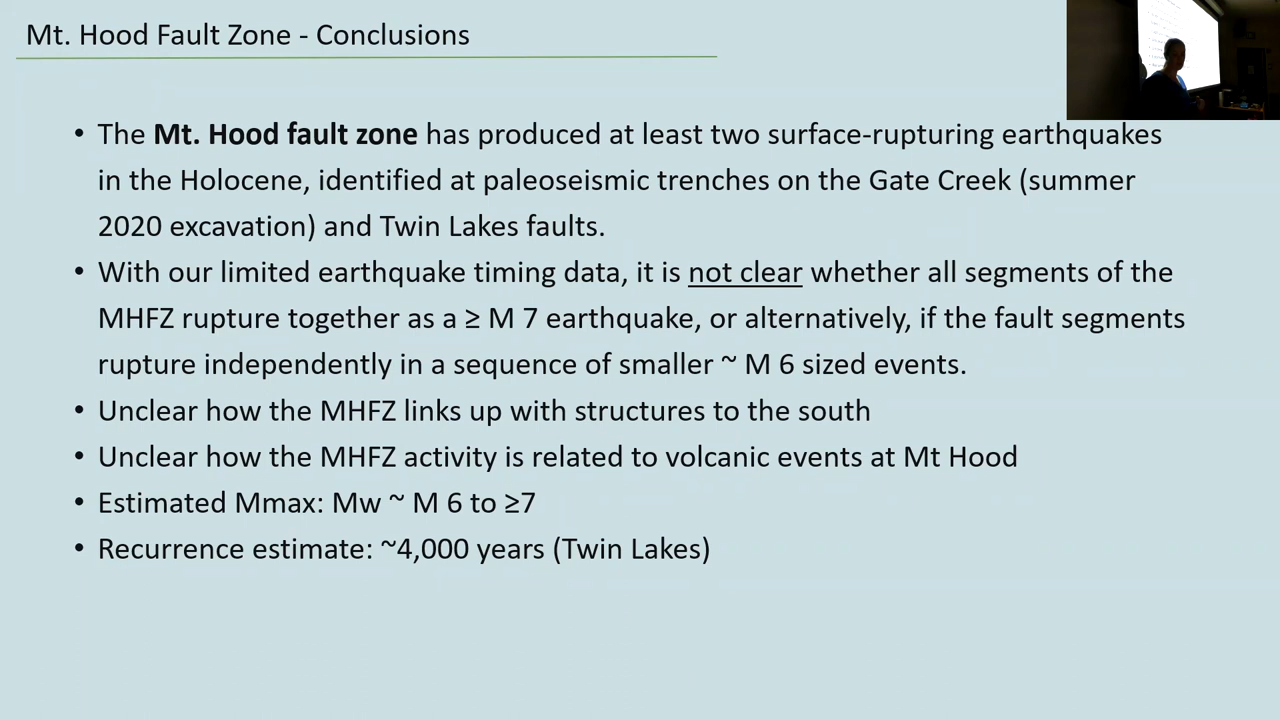 Mt. Hood Fault Zone - Conclusions
• The Mt. Hood fault zone has produced at least two surface-rupturing earthquakes
in the Holocene, identified at paleoseismic trenches on the Gate Creek (summer
2020 excavation) and Twin Lakes faults.
• With our limited earthquake timing data, it is not clear whether all segments of the
MHFZ rupture together as a ≥ M 7 earthquake, or alternatively, if the fault segments
rupture independently in a sequence of smaller ~ M 6 sized events.
• Unclear how the MHFZ links up with structures to the south
• Unclear how the MHFZ activity is related to volcanic events at Mt Hood
• Estimated Mmax: Mw ~ M 6 to ≥7
• Recurrence estimate: ~4,000 years (Twin Lakes)